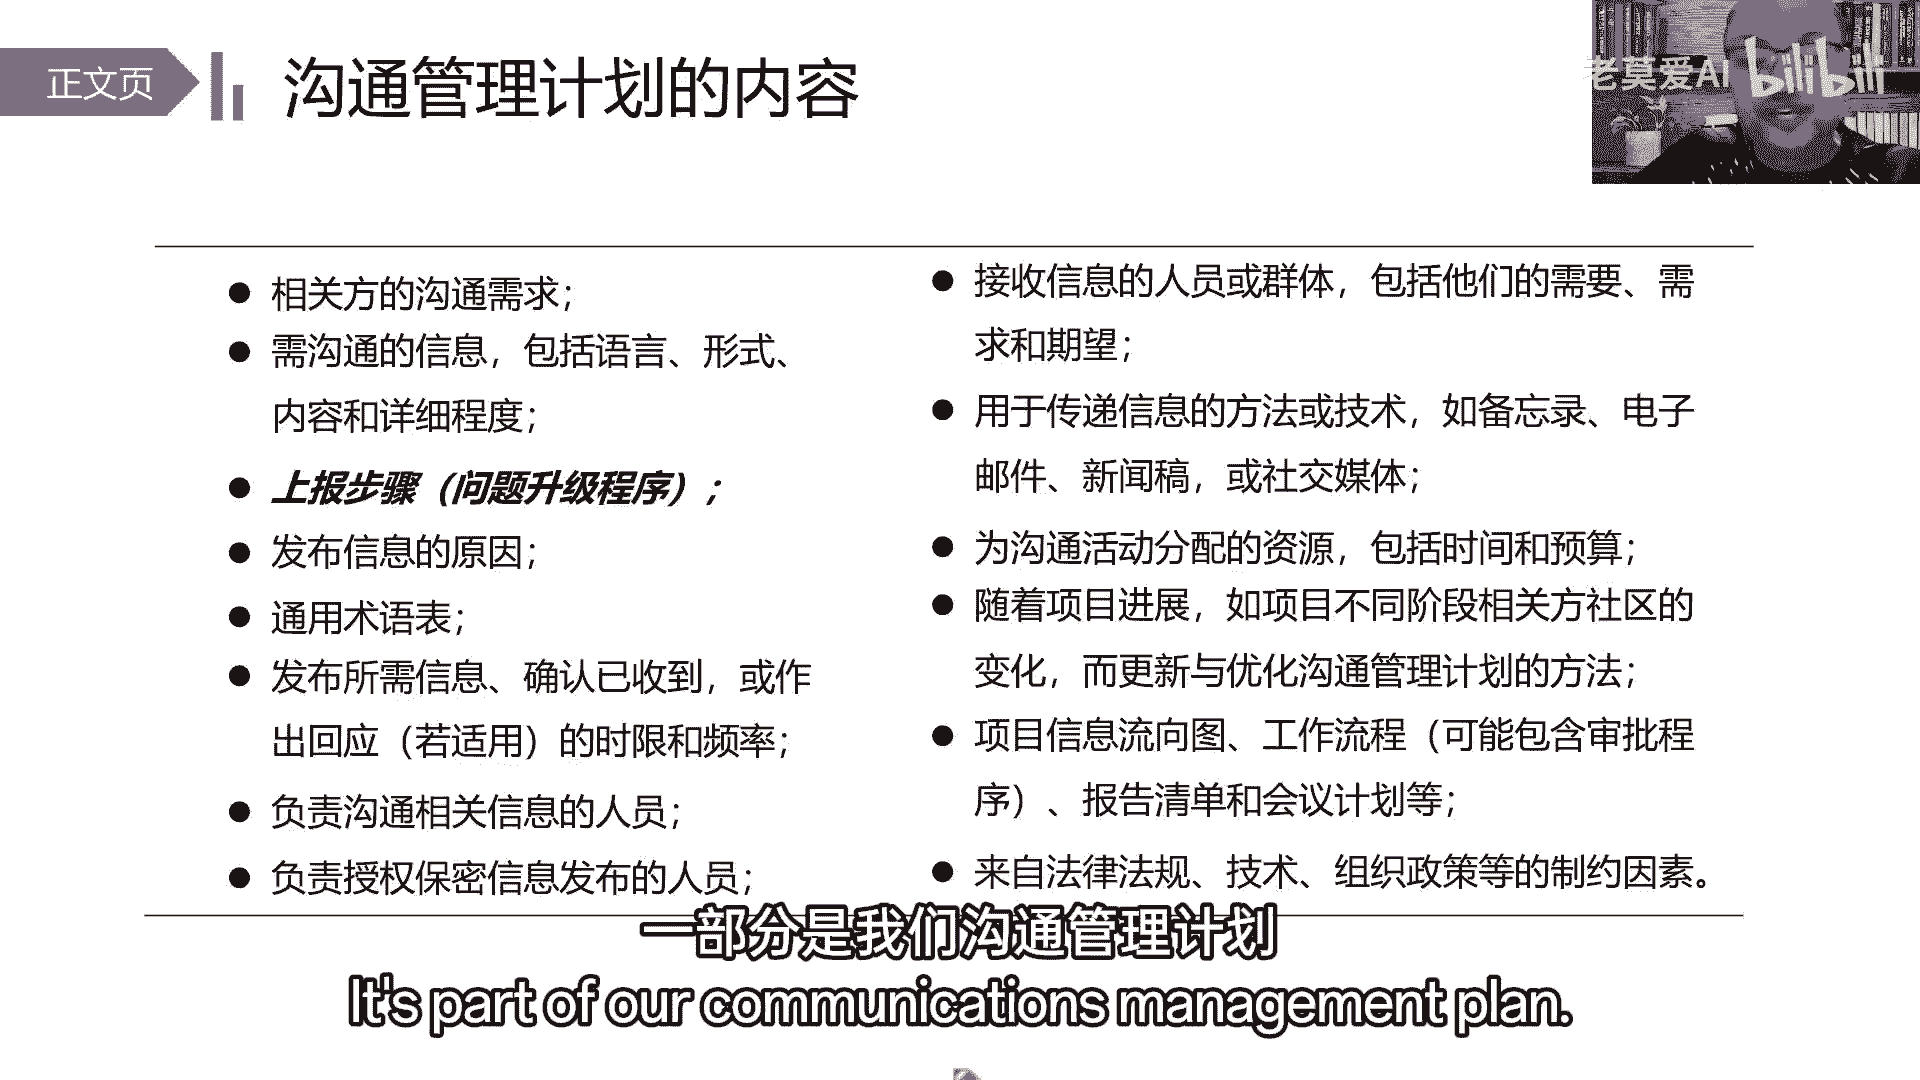 正文页
沟通管理计划的内容
老莫爱AI
bilibili
相关方的沟通需求；
需沟通的信息，包括语言、形式、
内容和详细程度；
上报步骤（问题升级程序）；
发布信息的原因；
通用术语表；
发布所需信息、确认已收到，或作
出回应（若适用）的时限和频率；
负责沟通相关信息的人员；
负责授权保密信息发布的人员；
接收信息的人员或群体，包括他们的需要、需
求和期望；
用于传递信息的方法或技术，如备忘录、电子
邮件、新闻稿，或社交媒体；
为沟通活动分配的资源，包括时间和预算；
随着项目进展，如项目不同阶段相关方社区的
变化，而更新与优化沟通管理计划的方法；
项目信息流向图、工作流程（可能包含审批程
序）、报告清单和会议计划等；
来自法律法规、技术、组织政策等的制约因素。
一部分是我们沟通管理计划
It's part of our communications management plan.